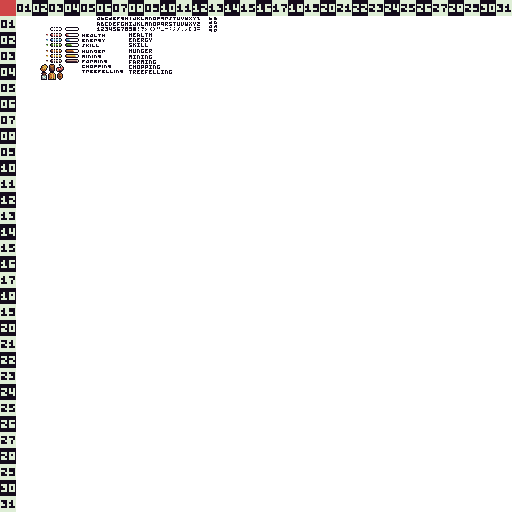 01 02 03 04 05 06 07 08 09 10 11 12 13 14 15 16 17 18 19 20 21 22 23 24 25 26 27 28 29 30 31
abcdefghijklmnopqrstuvwxyz
01
ABCDEFGHIJKLMNOPQRSTUVWXYZ
1234567890
HEALTH HEALTH
02
ENERGY ENERGY
SKILL SKILL
03
HUNGER HUNGER
MINING MINING
FARMING FARMING
04
CHOPPING CHOPPING
TREEFELLING TREEFELLING
05
06
07
08
09
10
11
12
13
14
15
16
17
18
19
20
21
22
23
24
25
26
27
28
29
30
31